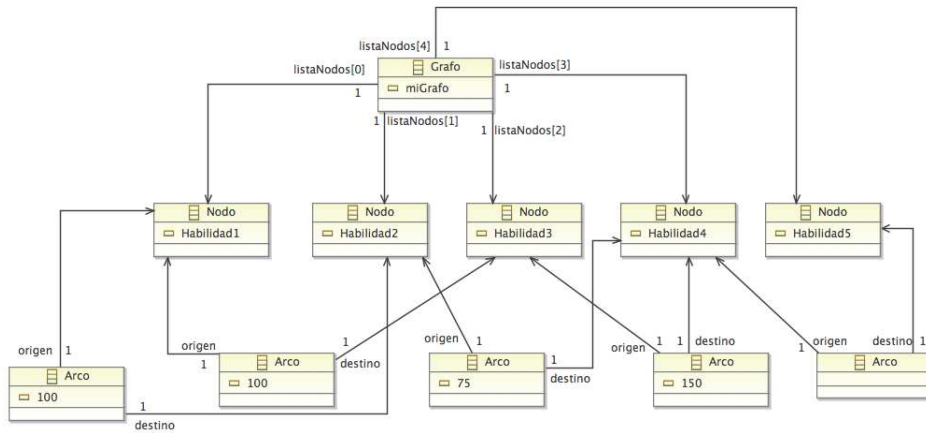 listaNodos[4] 1
Grafo
miGrafo
listaNodos[0]
1
listaNodos[3]
1
1 listaNodos[1]
1 listaNodos[2]
Nodo
Habilidad1
Nodo
Habilidad2
Nodo
Habilidad3
Nodo
Habilidad4
Nodo
Habilidad5
origen 1
Arco
100
1
destino
origen
1
Arco
100
1
destino
origen 1
Arco
75
1
destino
origen
1
Arco
150
1
destino
origen
1
Arco
destino
1